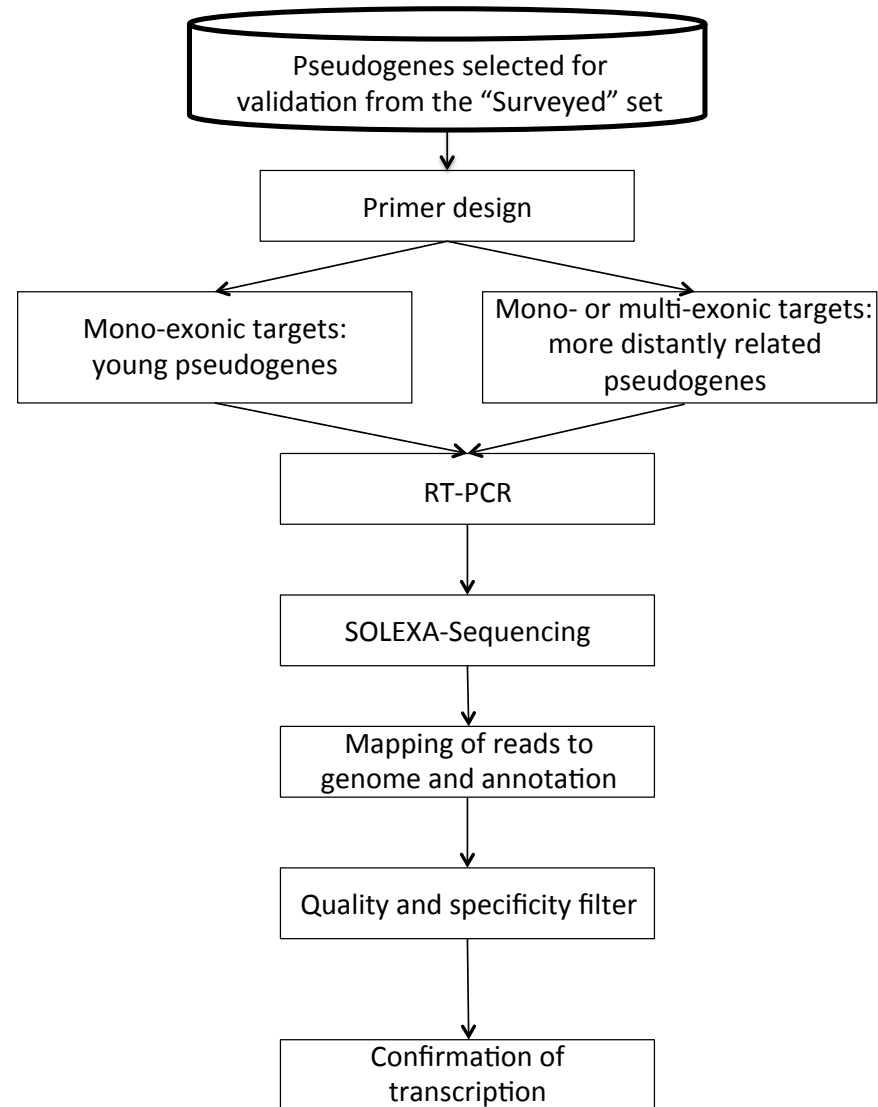 Pseudogenes selected for
validation from the “Surveyed” set
Primer design
Mono-exonic targets:
young pseudogenes
Mono- or multi-exonic targets:
more distantly related
pseudogenes
RT-PCR
SOLEXA-Sequencing
Mapping of reads to
genome and annotation
Quality and specificity filter
Confirmation of
transcription